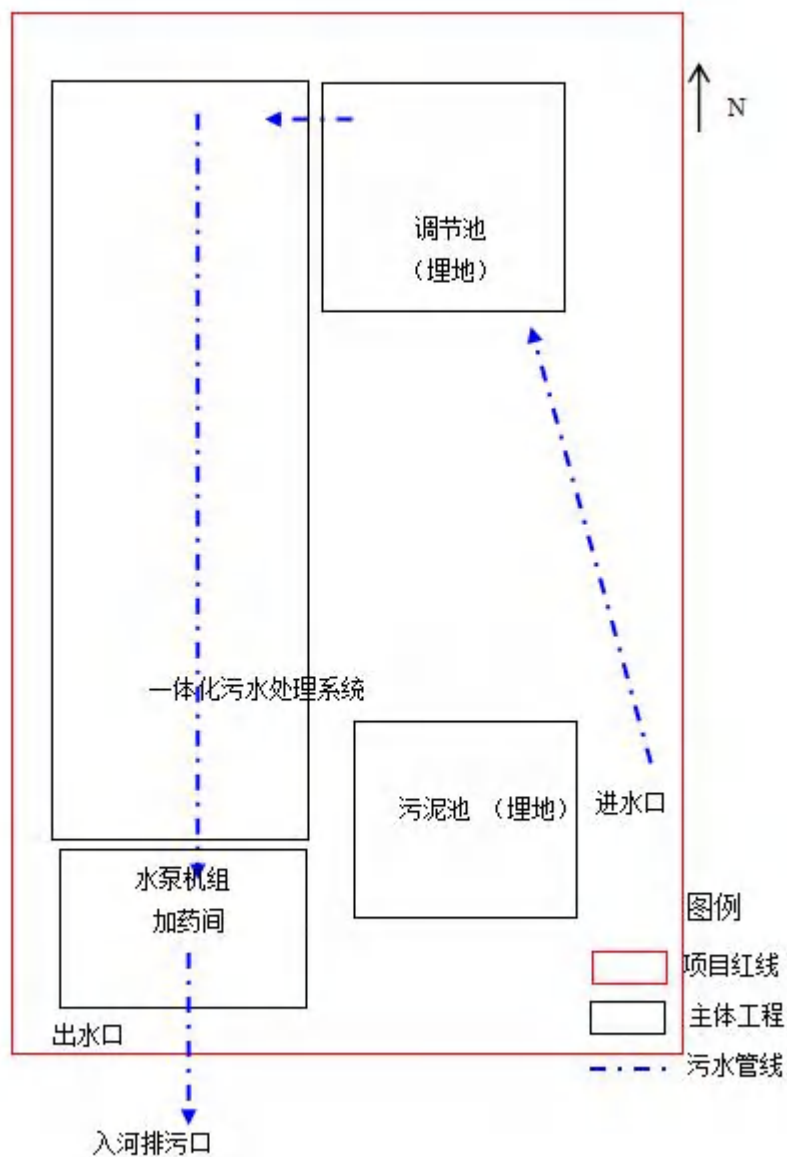 N
调节池
（埋地）
一体化污水处理系统
污泥池 （埋地）
进水口
水泵机组
加药间
出水口
入河排污口
图例
项目红线
主体工程
污水管线